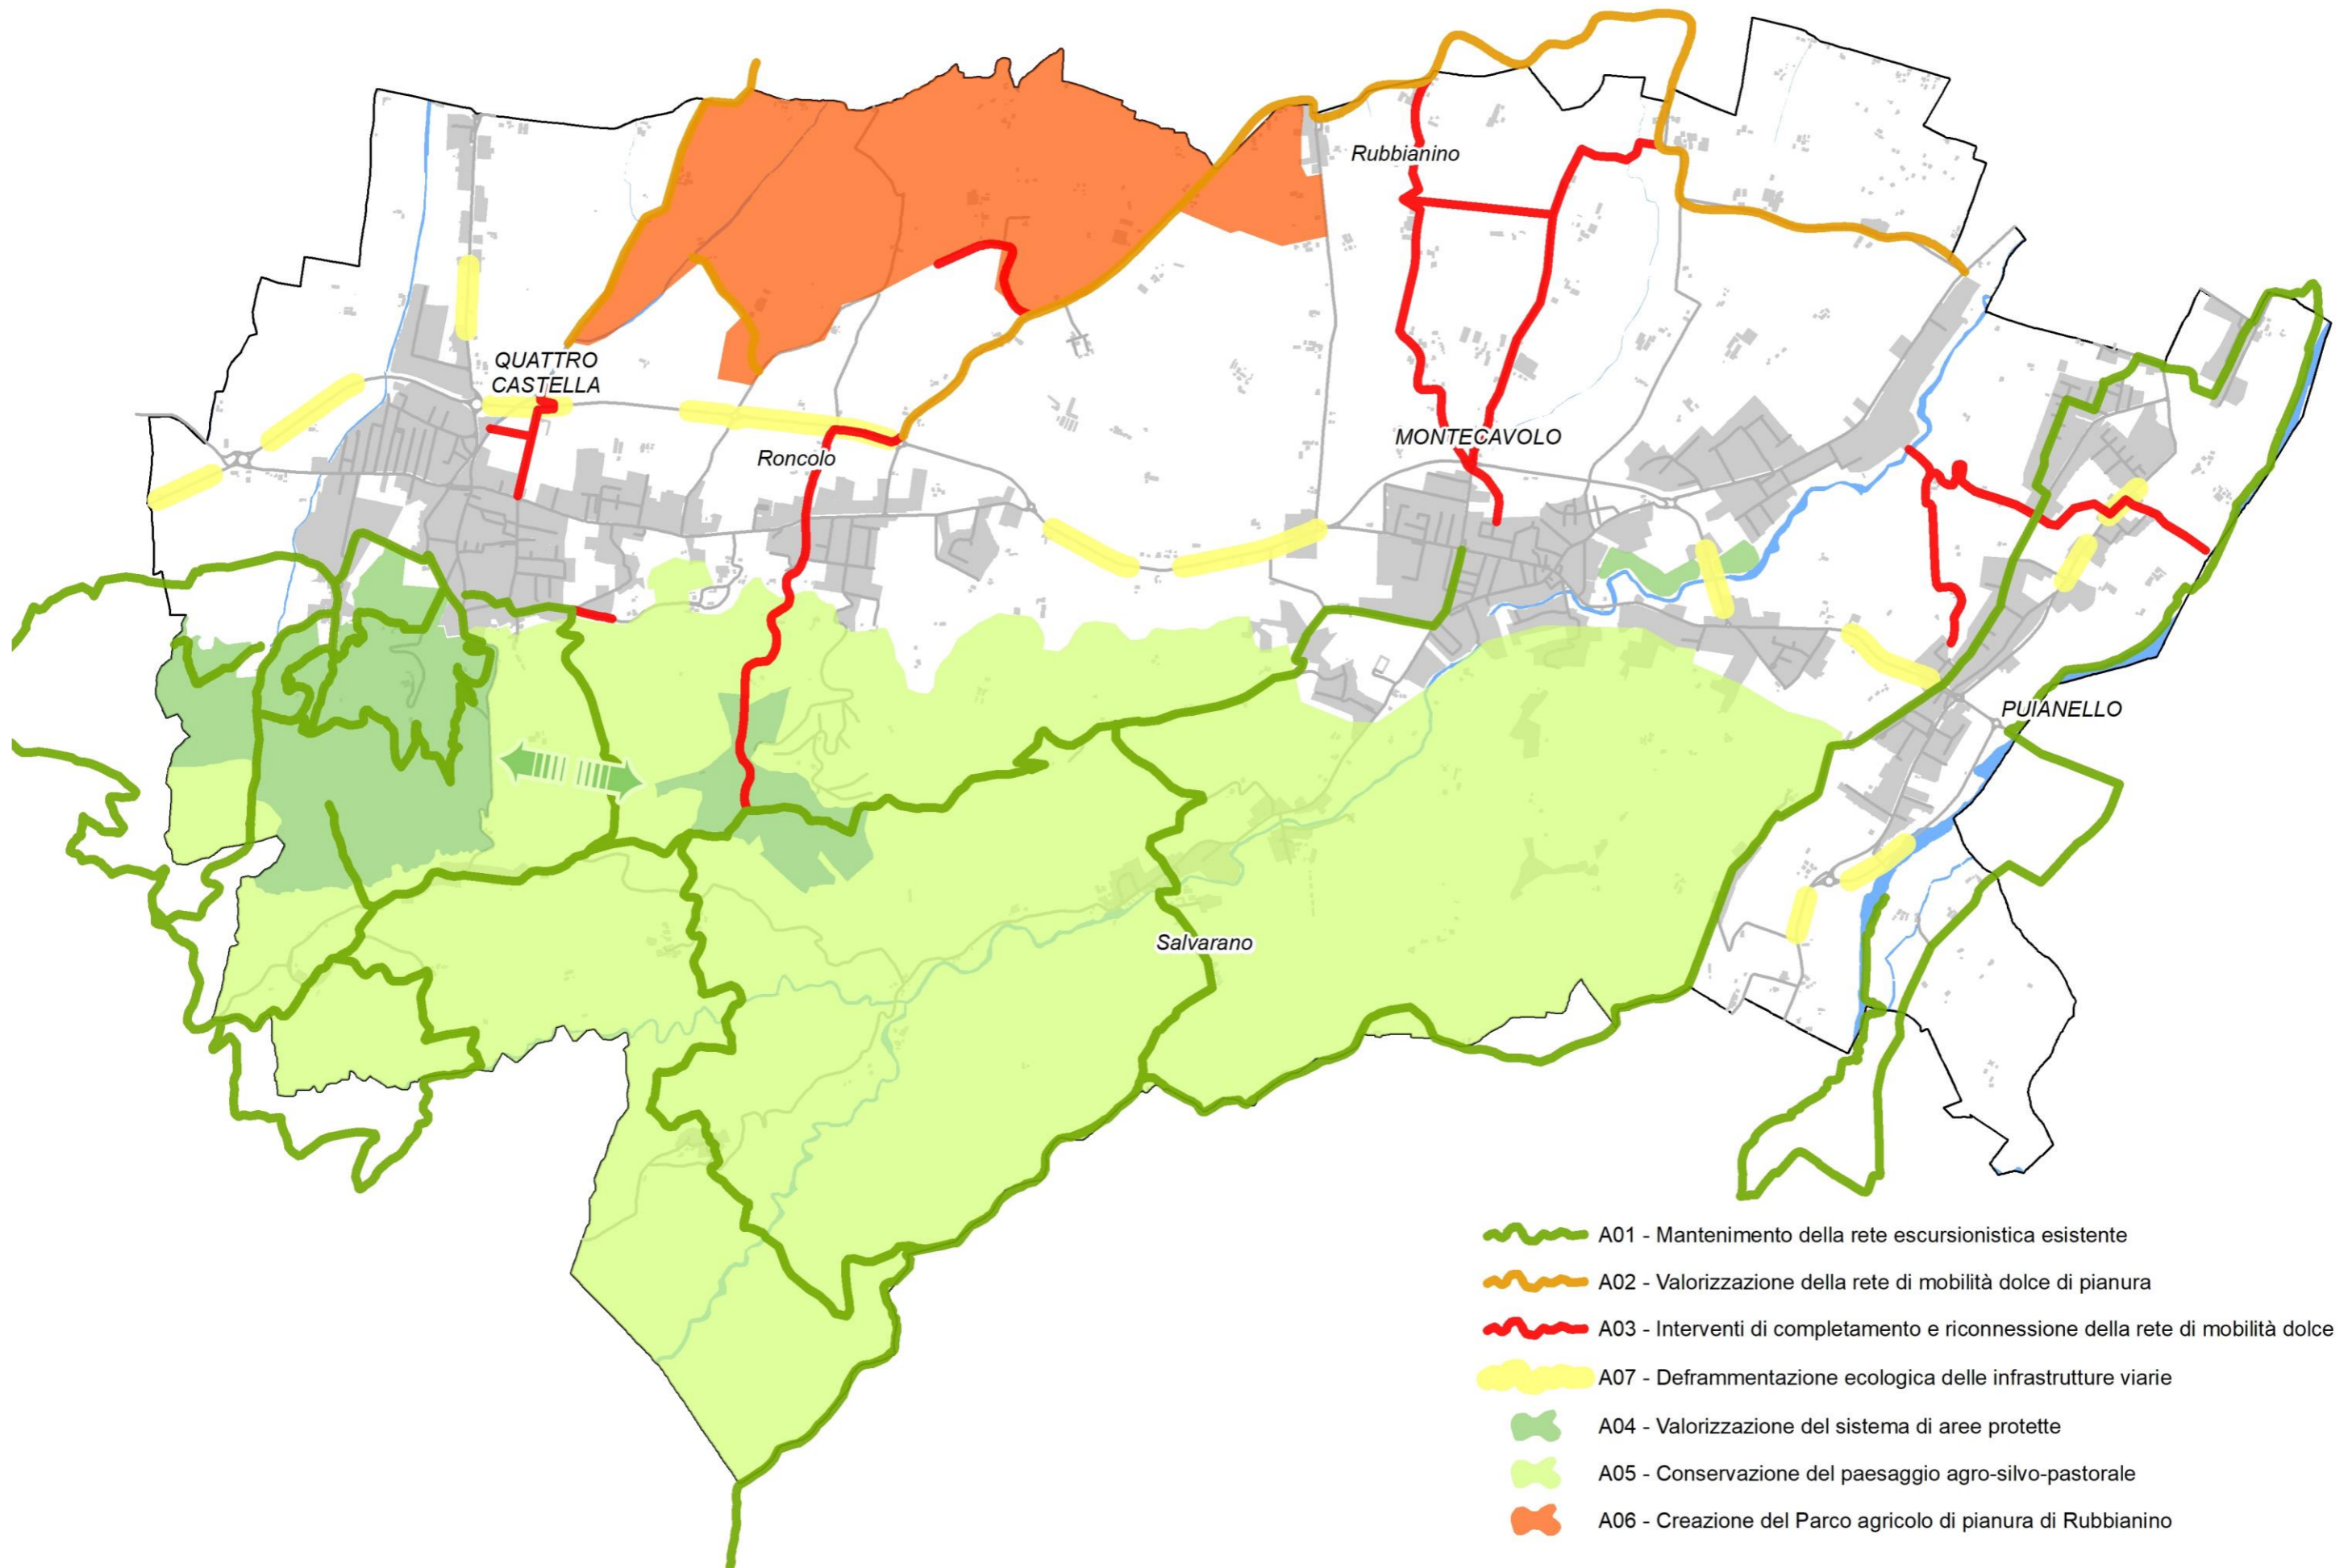 Rubbianino
QUATTRO
CASTELLA
MONTECAVOLO
Roncolo
PUIANELLO
Salvarano
A01 - Mantenimento della rete escursionistica esistente
A02 - Valorizzazione della rete di mobilità dolce di pianura
A03 - Interventi di completamento e riconnessione della rete di mobilità dolce
A07 - Deframmentazione ecologica delle infrastrutture viarie
A04 - Valorizzazione del sistema di aree protette
A05 - Conservazione del paesaggio agro-silvo-pastorale
A06 - Creazione del Parco agricolo di pianura di Rubbianino